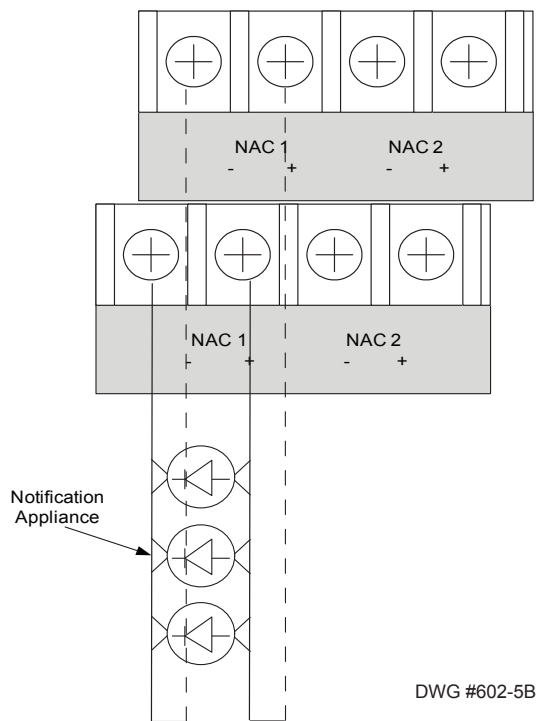 NAC 1 NAC 2
- + - +
NAC 1 NAC 2
- + - +
Notification
Appliance
DWG #602-5B